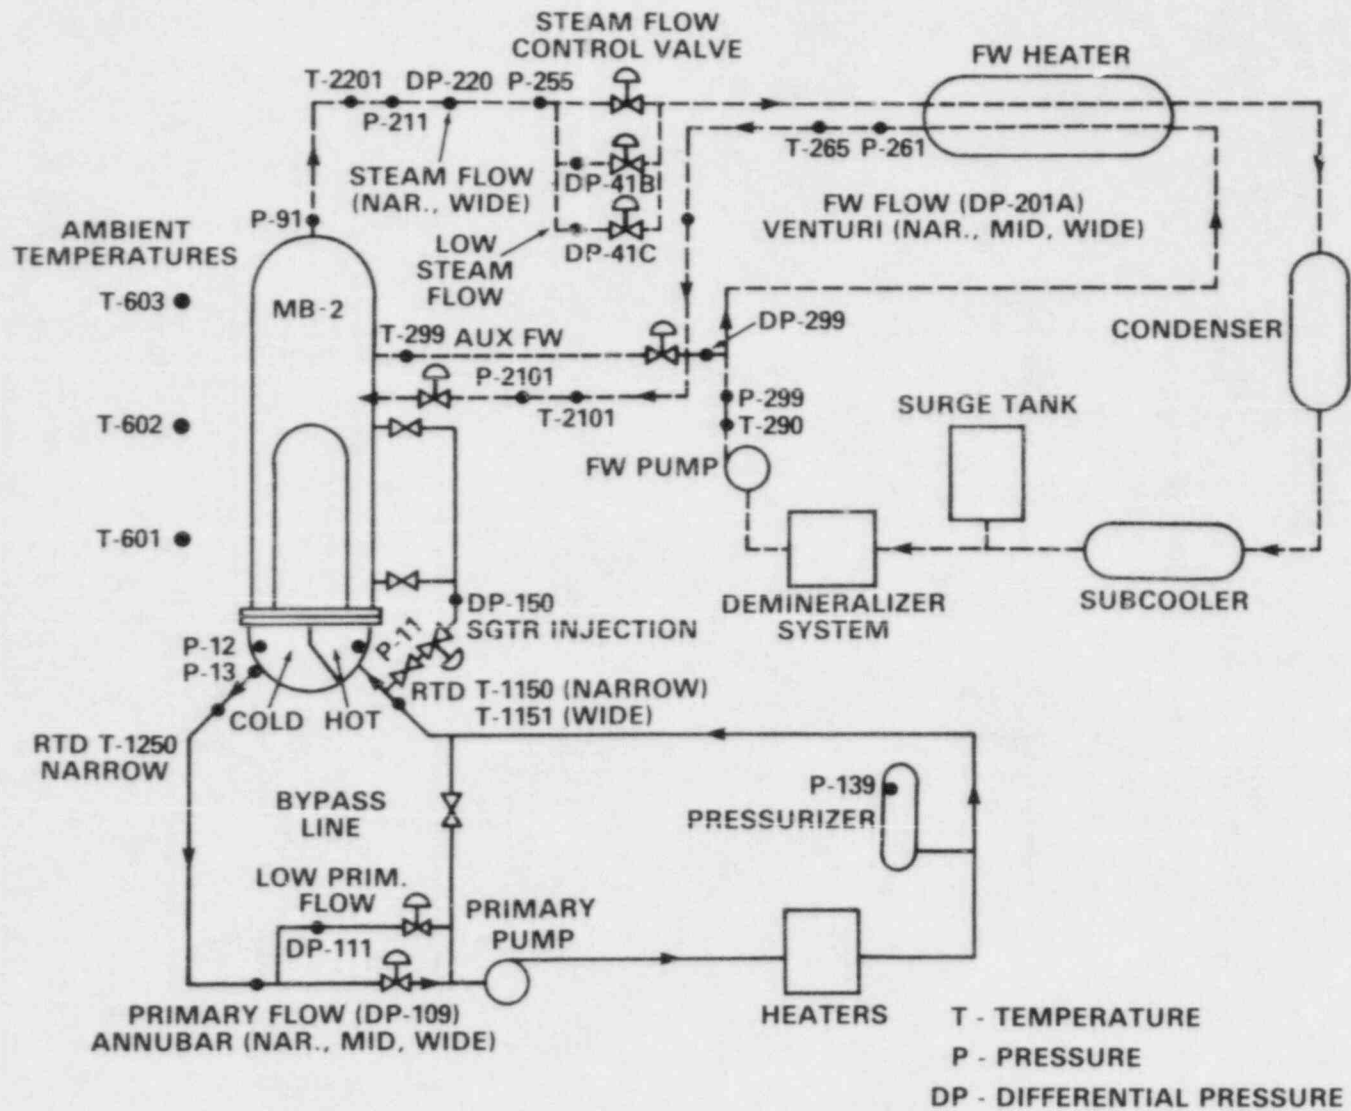 STEAM FLOW
CONTROL VALVE
FW HEATER
T-2201
DP-220
P-255
P-211
T-265
P-261
STEAM FLOW
(NAR., WIDE)
DP-41B
FW FLOW (DP-201A)
VENTURI (NAR., MID, WIDE)
P-91
AMBIENT
TEMPERATURES
LOW
STEAM
FLOW
DP-41C
T-603
MB-2
T-299
AUX FW
DP-299
CONDENSER
P-2101
T-2101
P-299
T-290
SURGE TANK
T-602
FW PUMP
T-601
DP-150
SGTR INJECTION
DEMINERALIZER
SYSTEM
SUBCOOLER
P-12
P-13
P-11
COLD
HOT
RTD T-1150 (NARROW)
T-1151 (WIDE)
RTD T-1250
NARROW
BYPASS
LINE
P-139
PRESSURIZER
LOW PRIM.
FLOW
DP-111
PRIMARY
PUMP
PRIMARY FLOW (DP-109)
ANNUBAR (NAR., MID, WIDE)
HEATERS
T - TEMPERATURE
P - PRESSURE
DP - DIFFERENTIAL PRESSURE